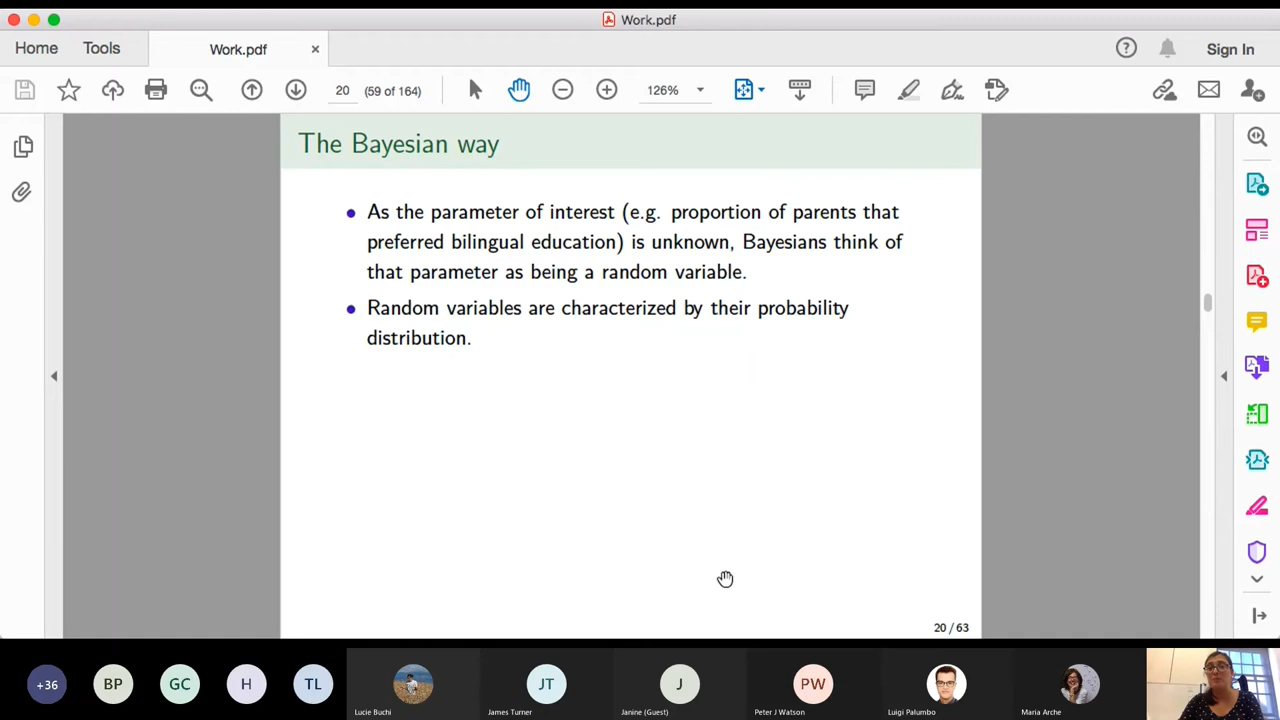 Work.pdf
Home
Tools
Work.pdf
Sign In
20
(59 of 164)
126%
The Bayesian way
As the parameter of interest (e.g. proportion of parents that
preferred bilingual education) is unknown, Bayesians think of
that parameter as being a random variable.
Random variables are characterized by their probability
distribution.
20 / 63
+36
BP
GC
H
TL
JT
J
PW
Lucie Buchi
James Turner
Janine (Guest)
Peter J Watson
Luigi Palumbo
Maria Arche